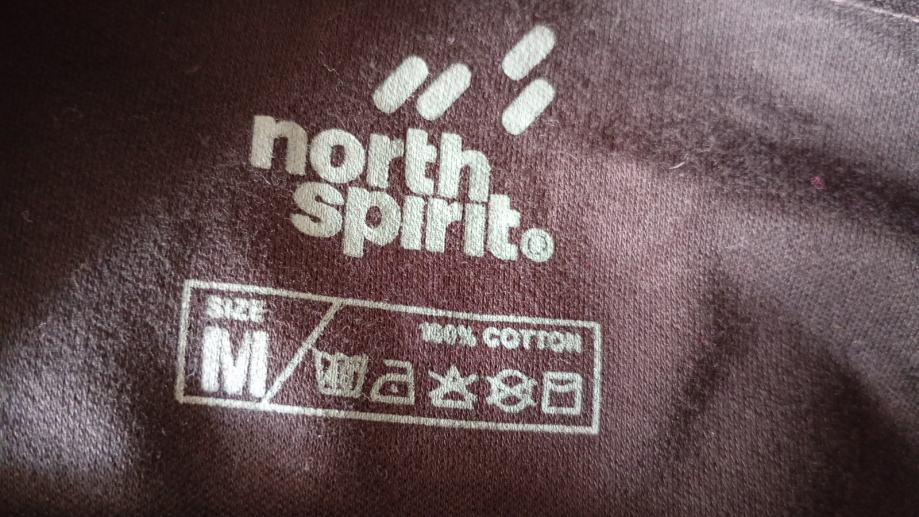 north
spirit®
SIZE
M
100% COTTON